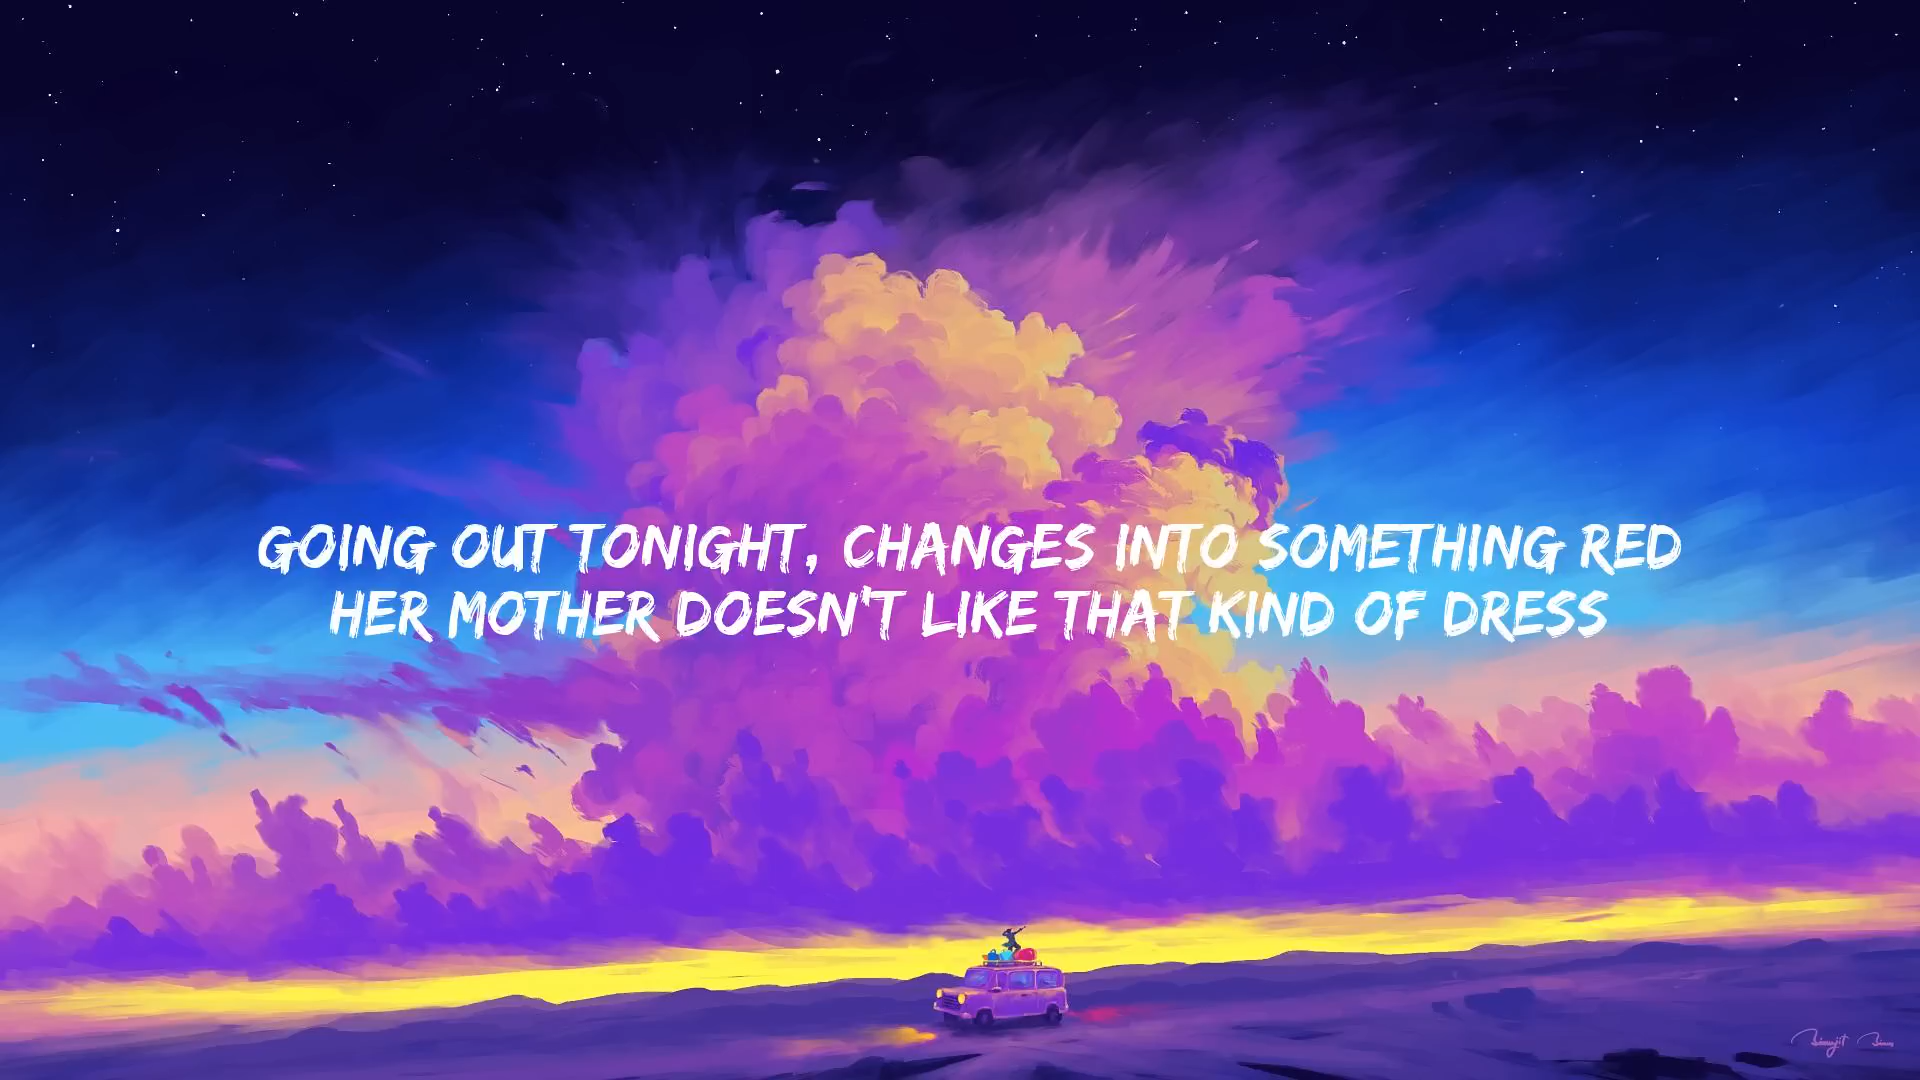 GOING OUT TONIGHT, CHANGES INTO SOMETHING RED
HER MOTHER DOESN'T LIKE THAT KIND OF DRESS